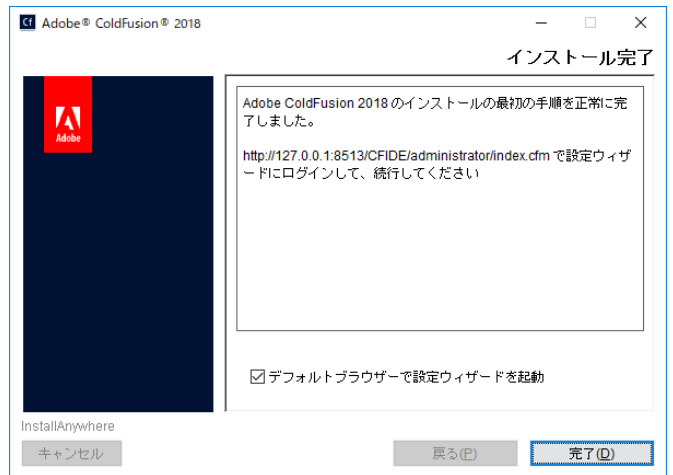 Adobe® ColdFusion® 2018
インストール完了
Adobe
Adobe ColdFusion 2018 のインストールの最初の手順を正常に完
了しました。
http://127.0.0.1:8513/CFIDE/administrator/index.cfm で設定ウィザ
ードにログインして、続行してください
デフォルトブラウザーで設定ウィザードを起動
InstallAnywhere
キャンセル
戻る(P)
完了(D)